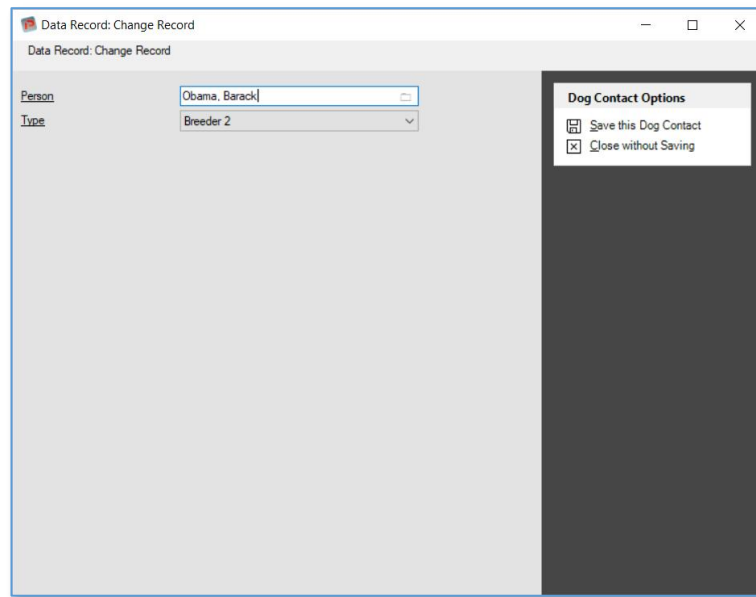 Data Record: Change Record
Data Record: Change Record
Person Obama, Barack
Type Breeder 2
Dog Contact Options
Save this Dog Contact
Close without Saving